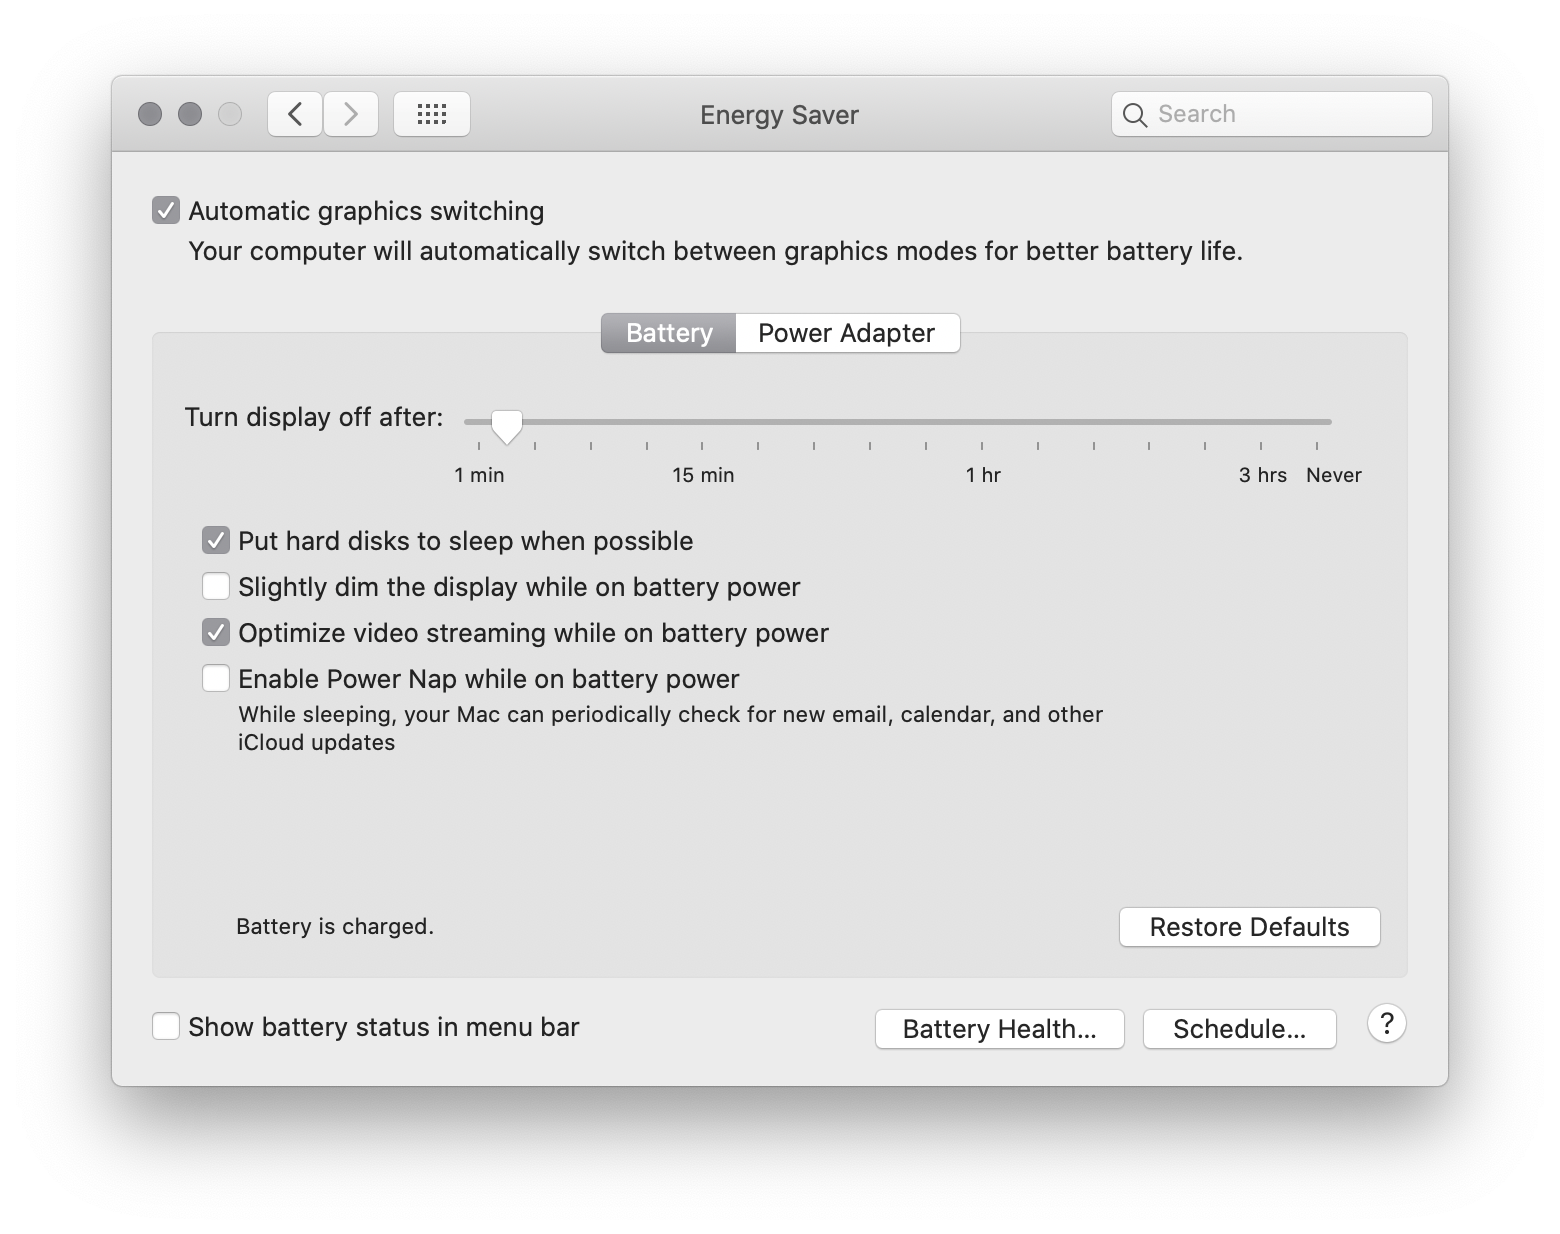 Energy Saver
Search
Automatic graphics switching
Your computer will automatically switch between graphics modes for better battery life.
Battery
Power Adapter
Turn display off after:
1 min
15 min
1 hr
3 hrs
Never
Put hard disks to sleep when possible
Slightly dim the display while on battery power
Optimize video streaming while on battery power
Enable Power Nap while on battery power
While sleeping, your Mac can periodically check for new email, calendar, and other
iCloud updates
Battery is charged.
Restore Defaults
Show battery status in menu bar
Battery Health...
Schedule...
?